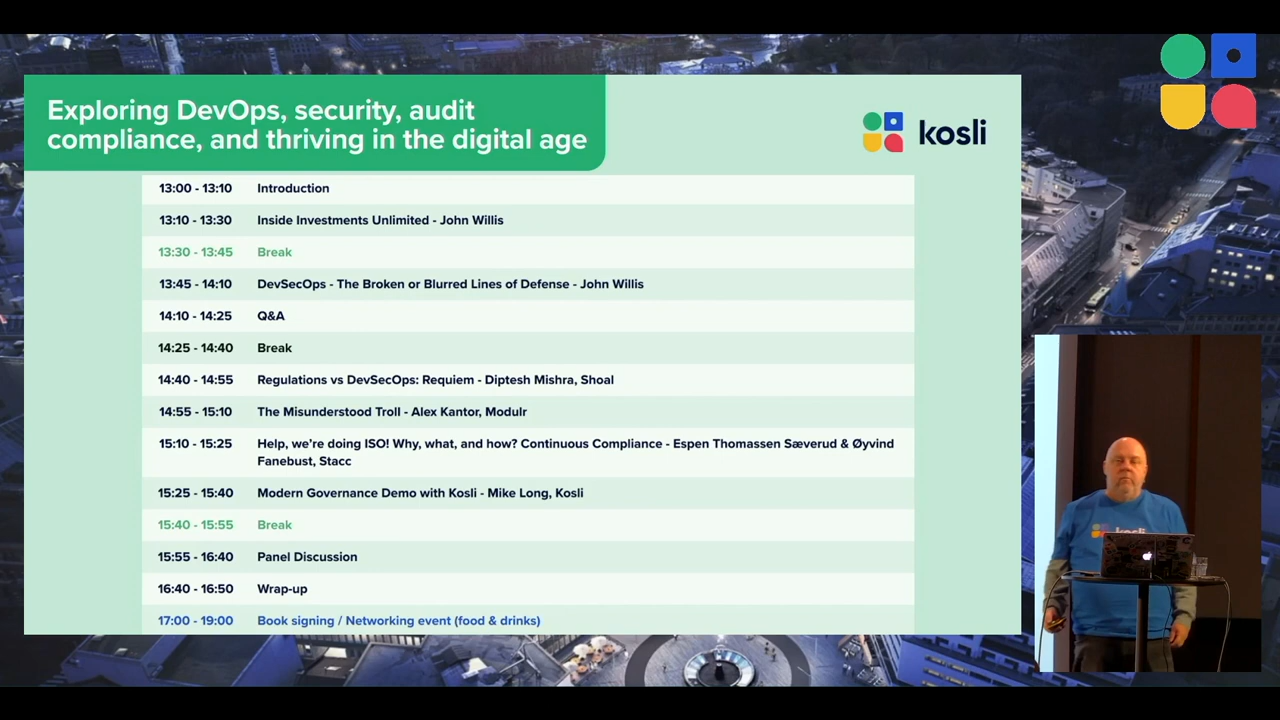 Exploring DevOps, security, audit
compliance, and thriving in the digital age
kosli
13:00 - 13:10 Introduction
13:10 - 13:30 Inside Investments Unlimited - John Willis
13:30 - 13:45 Break
13:45 - 14:10 DevSecOps - The Broken or Blurred Lines of Defense - John Willis
14:10 - 14:25 Q&A
14:25 - 14:40 Break
14:40 - 14:55 Regulations vs DevSecOps: Requiem - Diptesh Mishra, Shoal
14:55 - 15:10 The Misunderstood Troll - Alex Kantor, Modulr
15:10 - 15:25 Help, we’re doing ISO! Why, what, and how? Continuous Compliance - Espen Thomassen Sæverud & Øyvind
Fanebust, Stacc
15:25 - 15:40 Modern Governance Demo with Kosli - Mike Long, Kosli
15:40 - 15:55 Break
15:55 - 16:40 Panel Discussion
16:40 - 16:50 Wrap-up
17:00 - 19:00 Book signing / Networking event (food & drinks)
kosli